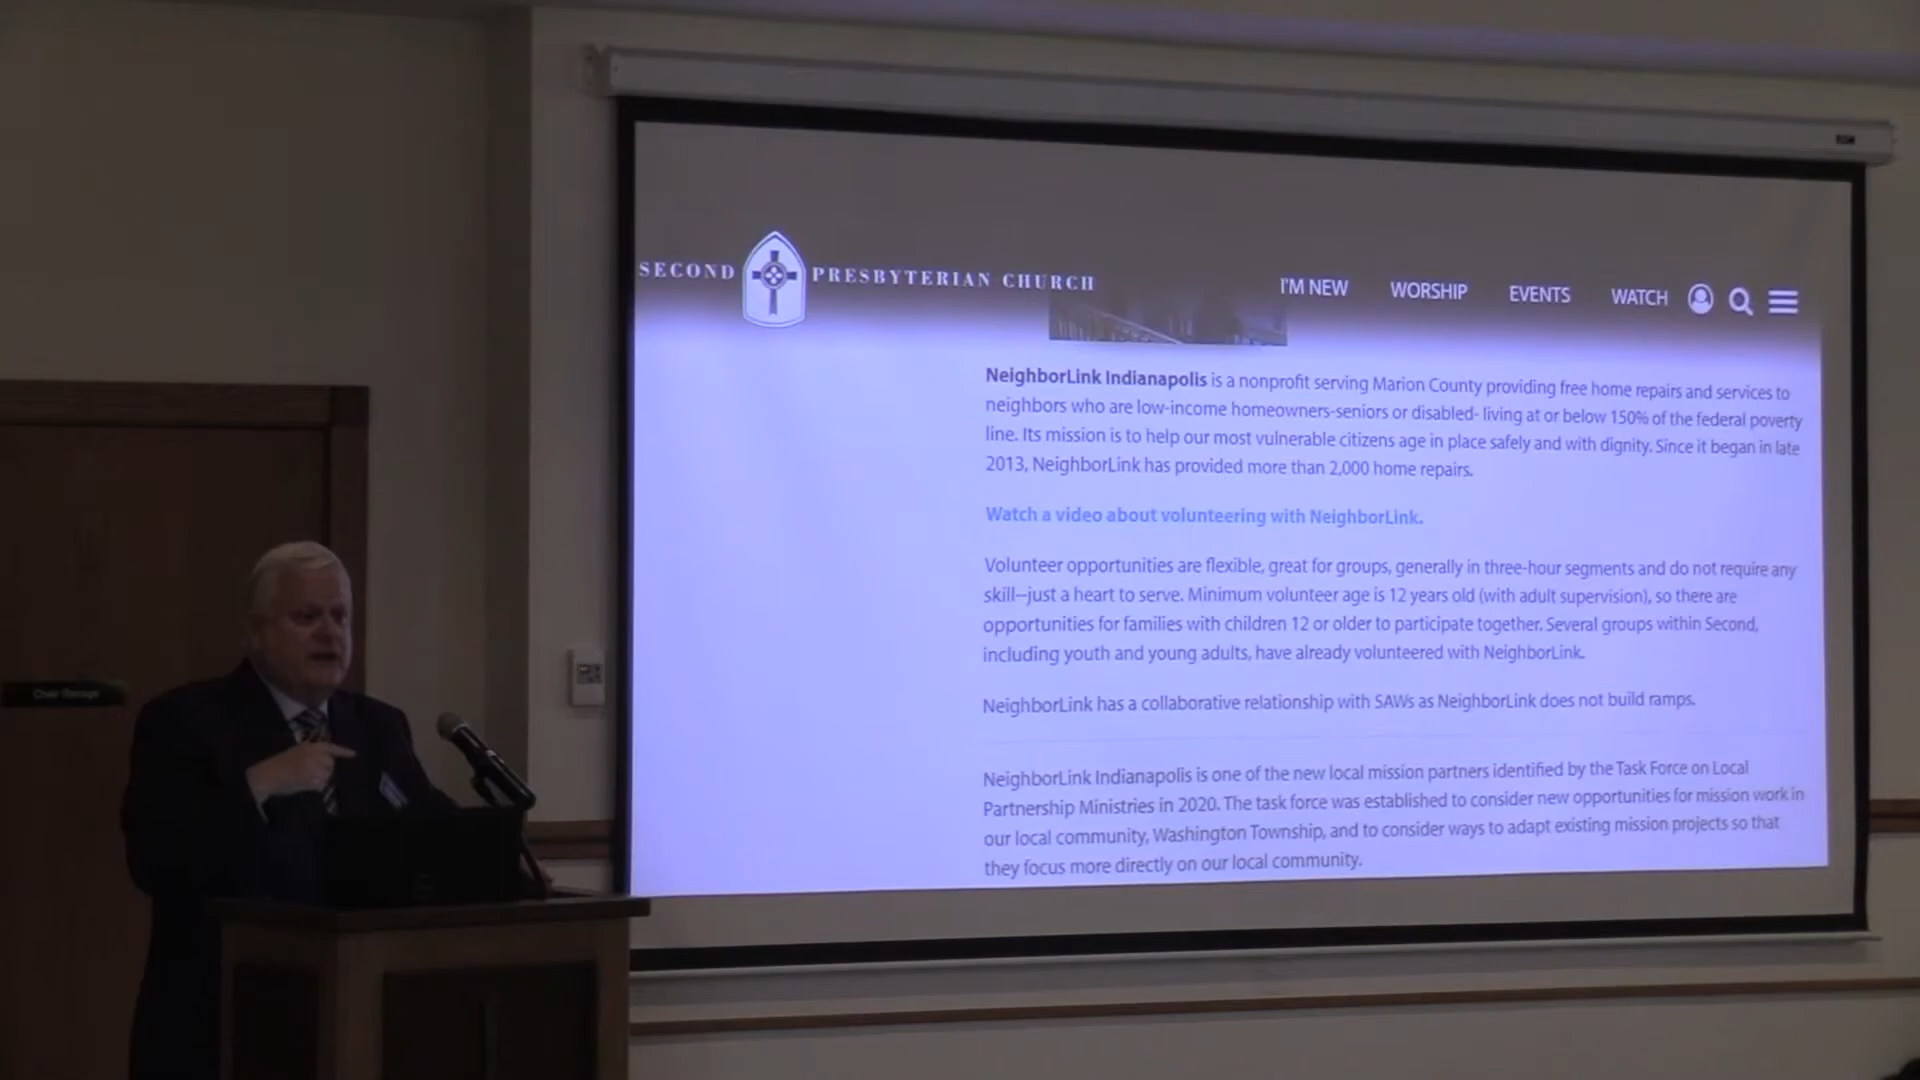 SECOND PRESBYTERIAN CHURCH
I'M NEW WORSHIP EVENTS WATCH
NeighborLink Indianapolis is a nonprofit serving Marion County providing free home repairs and services to
neighbors who are low-income homeowners-seniors or disabled- living at or below 150% of the federal poverty
line. Its mission is to help our most vulnerable citizens age in place safely and with dignity. Since it began in late
2013, NeighborLink has provided more than 2,000 home repairs.
Watch a video about volunteering with NeighborLink.
Volunteer opportunities are flexible, great for groups, generally in three-hour segments and do not require any
skill—just a heart to serve. Minimum volunteer age is 12 years old (with adult supervision), so there are
opportunities for families with children 12 or older to participate together. Several groups within Second,
including youth and young adults, have already volunteered with NeighborLink.
NeighborLink has a collaborative relationship with SAWs as NeighborLink does not build ramps.
NeighborLink Indianapolis is one of the new local mission partners identified by the Task Force on Local
Partnership Ministries in 2020. The task force was established to consider new opportunities for mission work in
our local community, Washington Township, and to consider ways to adapt existing mission projects so that
they focus more directly on our local community.